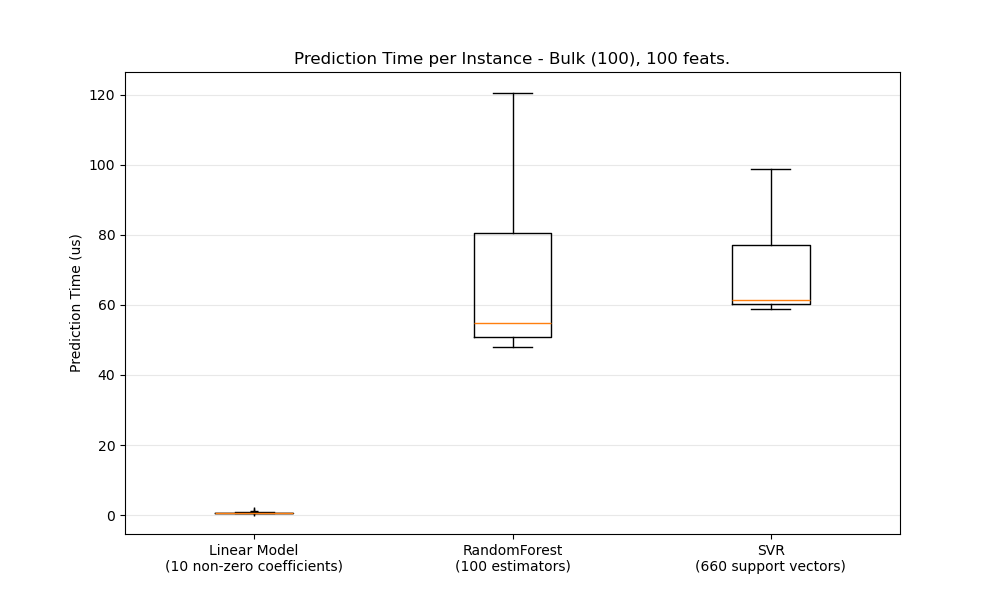 Prediction Time per Instance - Bulk (100), 100 feats.
120
100
80
60
40
20
0
Prediction Time (us)
Linear Model
(10 non-zero coefficients)
RandomForest
(100 estimators)
SVR
(660 support vectors)